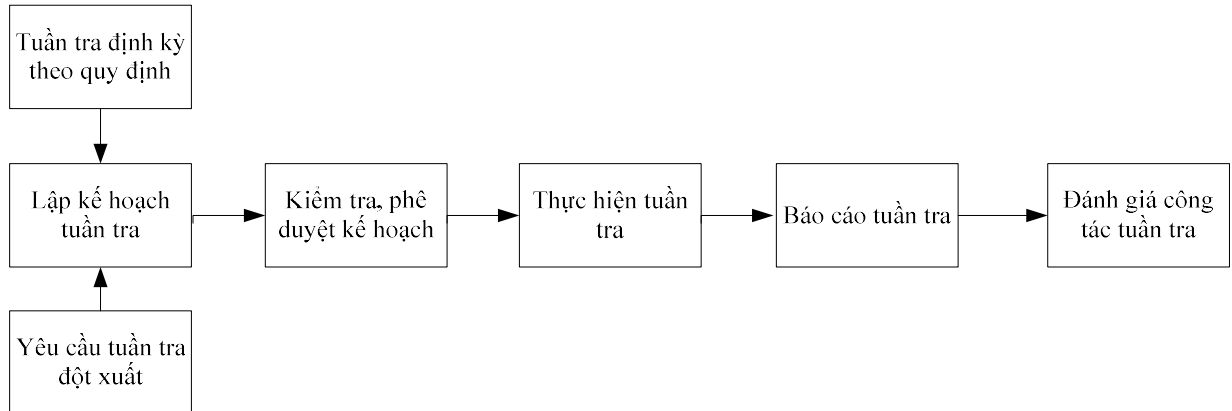 Tuần tra định kỳ
theo quy định
Lập kế hoạch
tuần tra
Kiểm tra, phê
duyệt kế hoạch
Thực hiện tuần
tra
Báo cáo tuần tra
Đánh giá công
tác tuần tra
Yêu cầu tuần tra
đột xuất